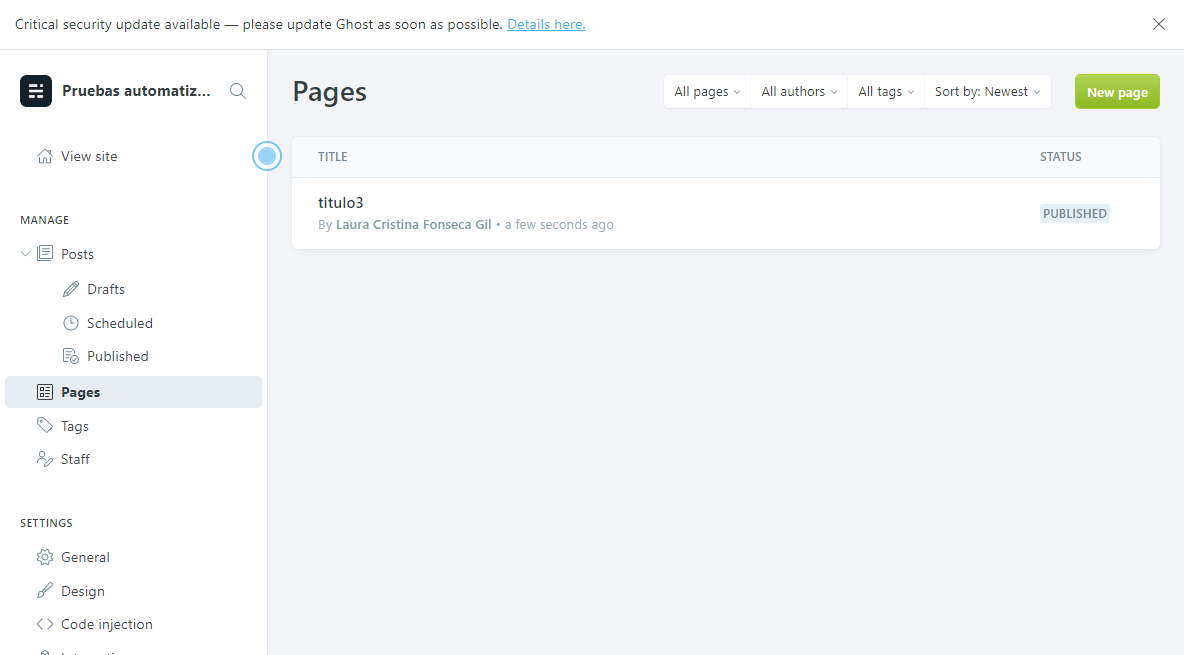 Critical security update available — please update Ghost as soon as possible. Details here.
Pruebas automatiz...
View site
MANAGE
Posts
Drafts
Scheduled
Published
Pages
Tags
Staff
SETTINGS
General
Design
Code injection
Pages
All pages
All authors
All tags
Sort by: Newest
New page
TITLE
STATUS
titulo3
By Laura Cristina Fonseca Gil • a few seconds ago
PUBLISHED